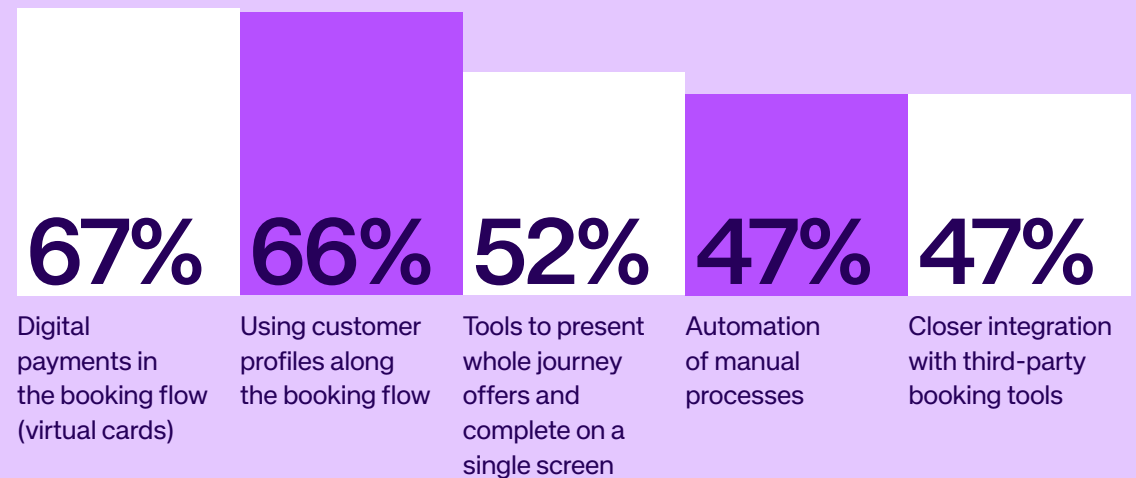 67%
66%
52%
47%
47%
Digital
payments in
the booking flow
(virtual cards)
Using customer
profiles along
the booking flow
Tools to present
whole journey
offers and
complete on a
single screen
Automation
of manual
processes
Closer integration
with third-party
booking tools